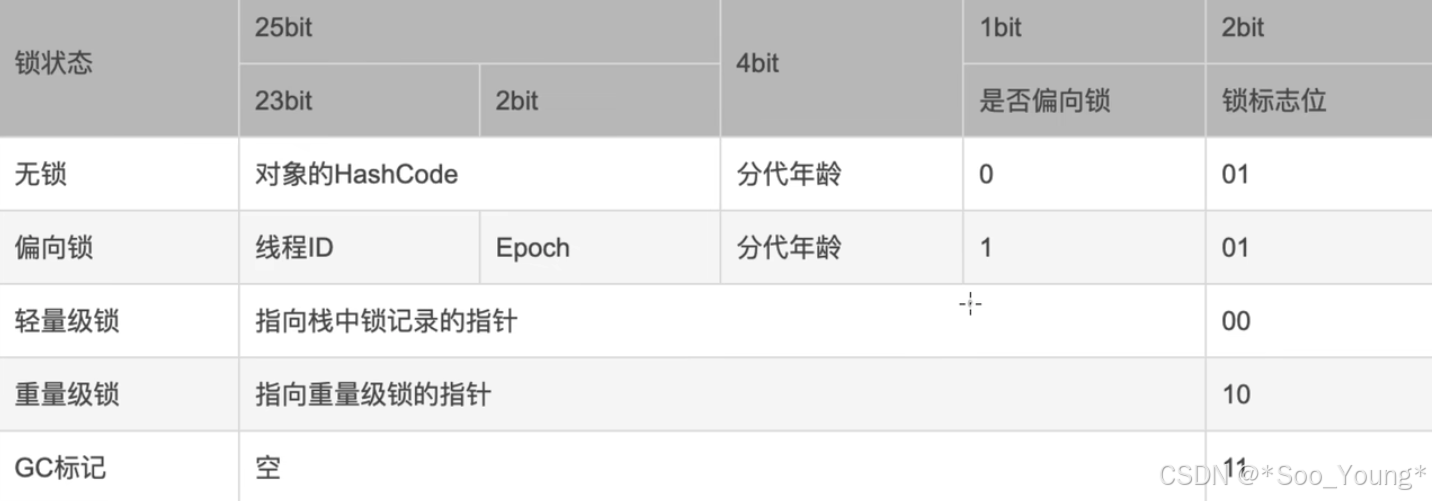 锁状态 25bit 4bit 1bit 2bit
23bit 2bit 是否偏向锁 锁标志位
无锁 对象的HashCode 分代年龄 0 01
偏向锁 线程ID Epoch 分代年龄 1 01
轻量级锁 指向栈中锁记录的指针 00
重量级锁 指向重量级锁的指针 10
GC标记 空 11
CSDN @*Soo_Young*